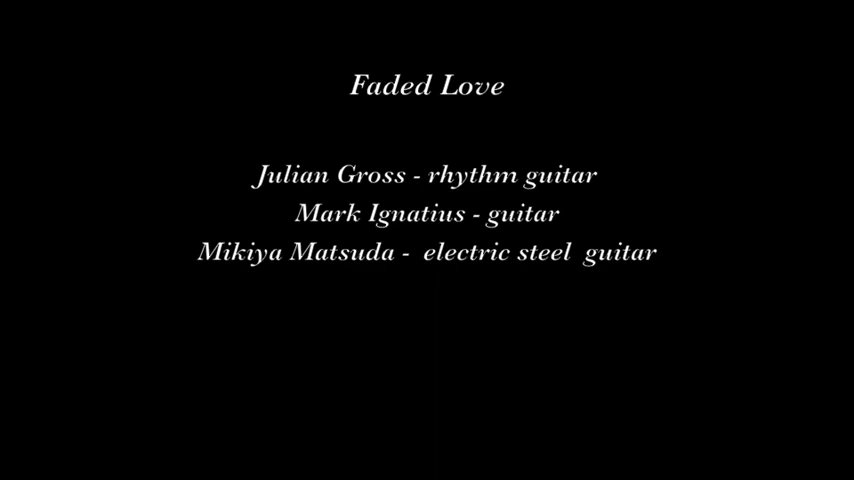 Faded Love
Julian Gross - rhythm guitar
Mark Ignatius - guitar
Mikiya Matsuda - electric steel guitar